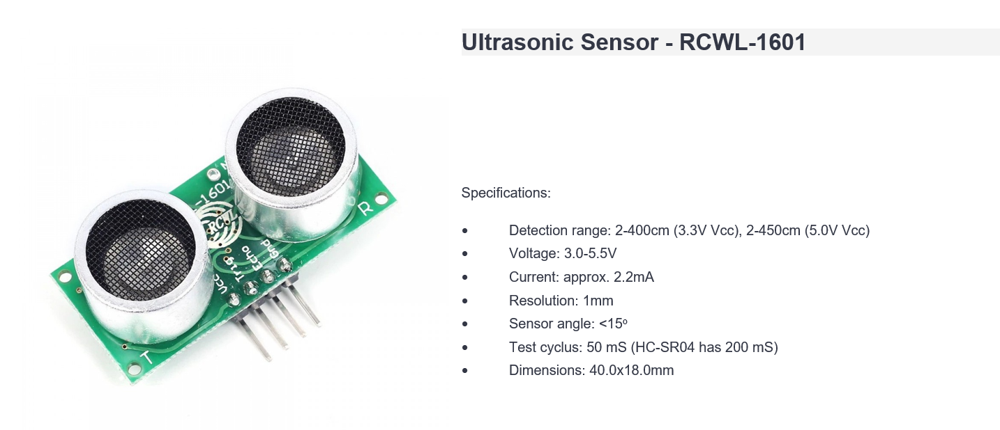 Ultrasonic Sensor - RCWL-1601
Specifications:
• Detection range: 2-400cm (3.3V Vcc), 2-450cm (5.0V Vcc)
• Voltage: 3.0-5.5V
• Current: approx. 2.2mA
• Resolution: 1mm
• Sensor angle: <15º
• Test cyclus: 50 mS (HC-SR04 has 200 mS)
• Dimensions: 40.0x18.0mm
-1601
RCWL
R
T
Trig
Echo
Gnd